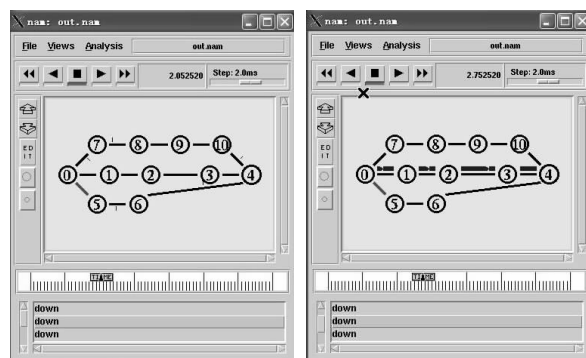 nam: out.nam
File Views Analysis out.nam
2.052520 Step: 2.0ms
ED
IT
7 8 9 10
0 1 2 3 4
5 6
TIME
down
down
down
nam: out.nam
File Views Analysis out.nam
2.752520 Step: 2.0ms
ED
IT
7 8 9 10
0 1 2 3 4
5 6
TIME
down
down
down